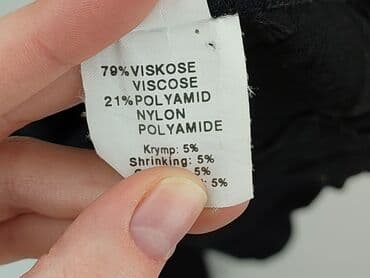 79% VISKOSE
VISCOSE
21% POLYAMID
NYLON
POLYAMIDE
Krymp: 5%
Shrinking: 5%
5%
5%